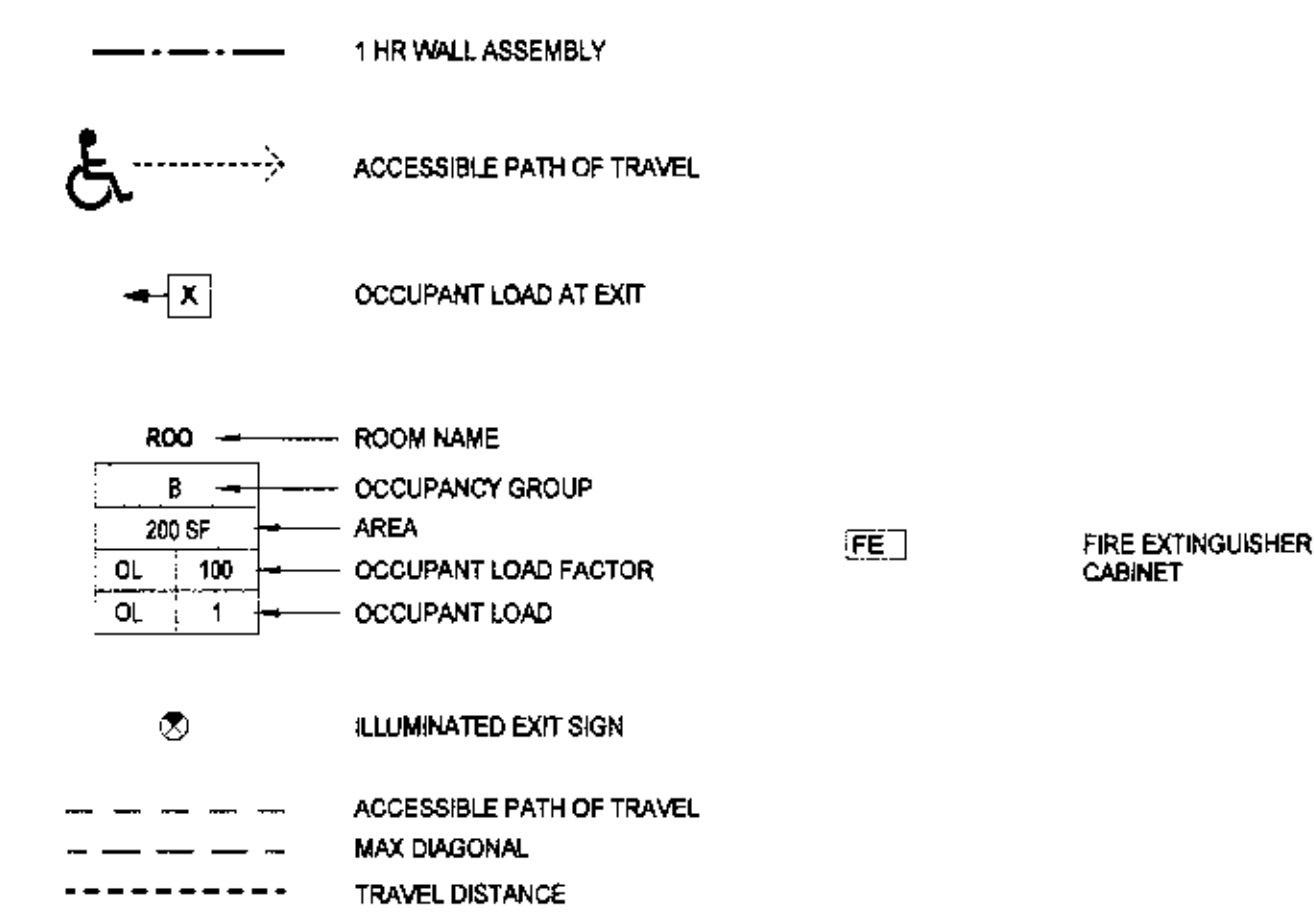 1 HR WALL ASSEMBLY
ACCESSIBLE PATH OF TRAVEL
X OCCUPANT LOAD AT EXIT
ROO ROOM NAME
B OCCUPANCY GROUP
200 SF AREA
OL 100 OCCUPANT LOAD FACTOR
OL 1 OCCUPANT LOAD
FE FIRE EXTINGUISHER
CABINET
ILLUMINATED EXIT SIGN
ACCESSIBLE PATH OF TRAVEL
MAX DIAGONAL
TRAVEL DISTANCE